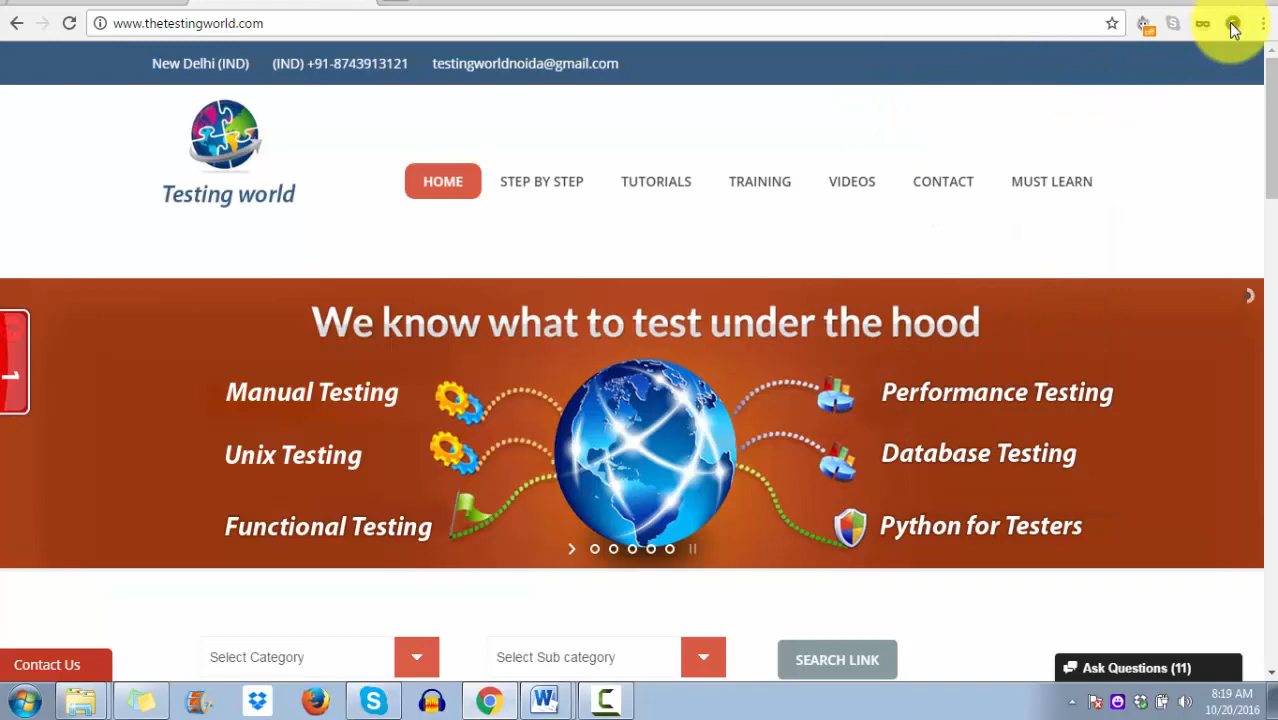 www.thetestingworld.com
off
New Delhi (IND) (IND) +91-8743913121 testingworldnoida@gmail.com
Testing world
HOME STEP BY STEP TUTORIALS TRAINING VIDEOS CONTACT MUST LEARN
We know what to test under the hood
Manual Testing Performance Testing
Unix Testing Database Testing
Functional Testing Python for Testers
1
Select Category Select Sub category SEARCH LINK
Contact Us Ask Questions (11)
W
C
8:19 AM
10/20/2016